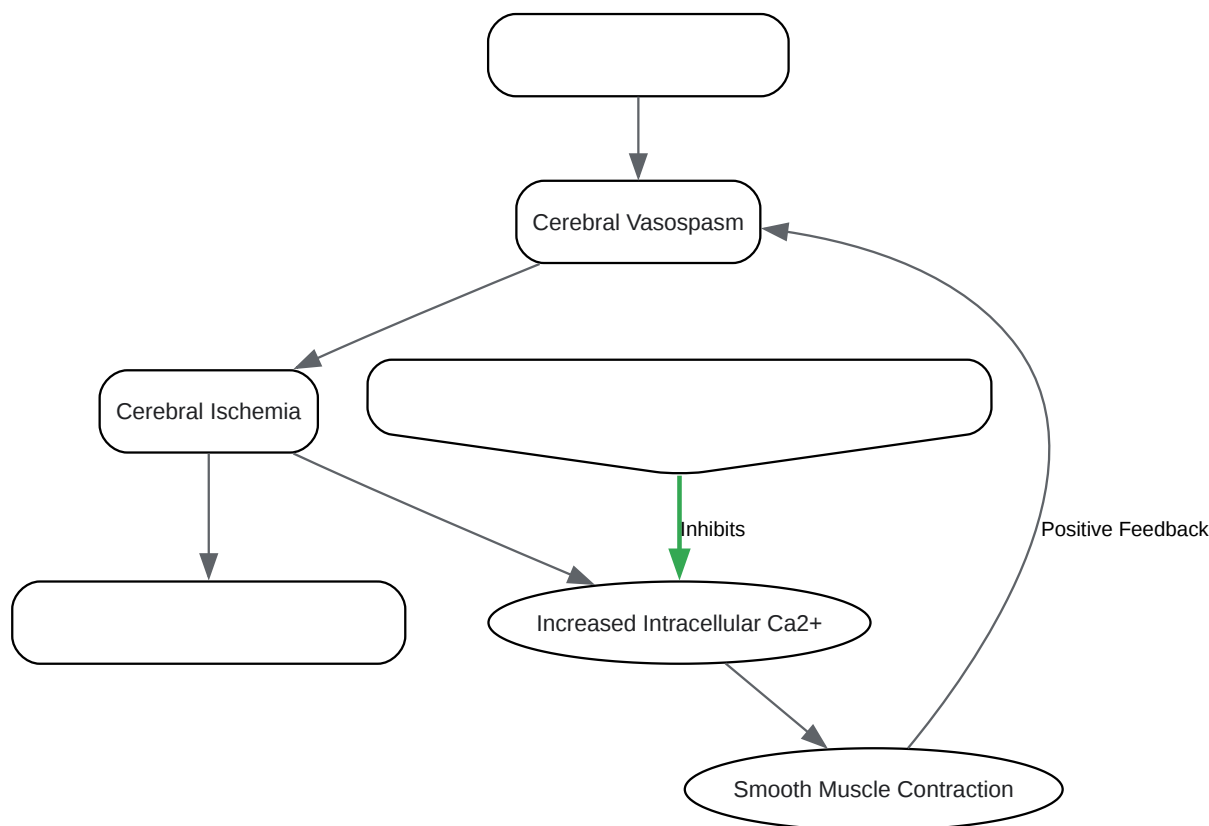 Cerebral Vasospasm
Cerebral Ischemia
Inhibits
Positive Feedback
Increased Intracellular Ca2+
Smooth Muscle Contraction